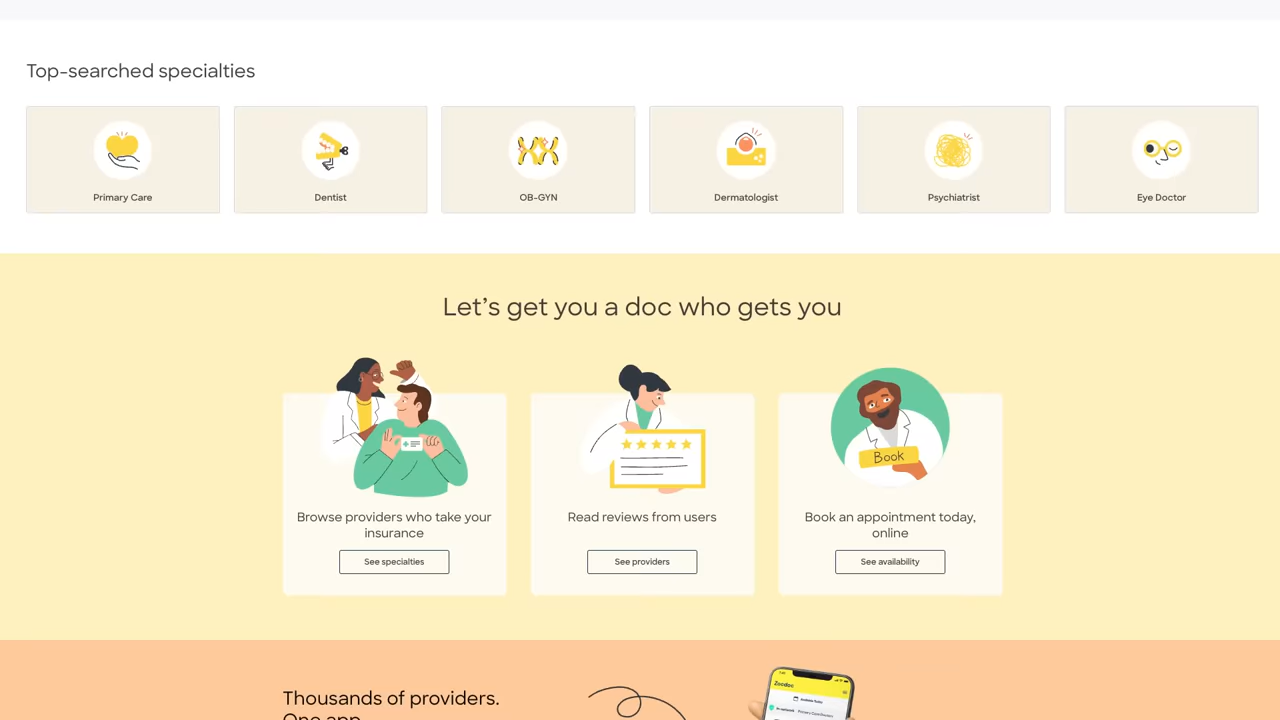 Top-searched specialties
Primary Care
Dentist
OB-GYN
Dermatologist
Psychiatrist
Eye Doctor
Let's get you a doc who gets you
Book
Browse providers who take your
insurance
See specialties
Read reviews from users
See providers
Book an appointment today,
online
See availability
Thousands of providers.
One app.
Zocdoc